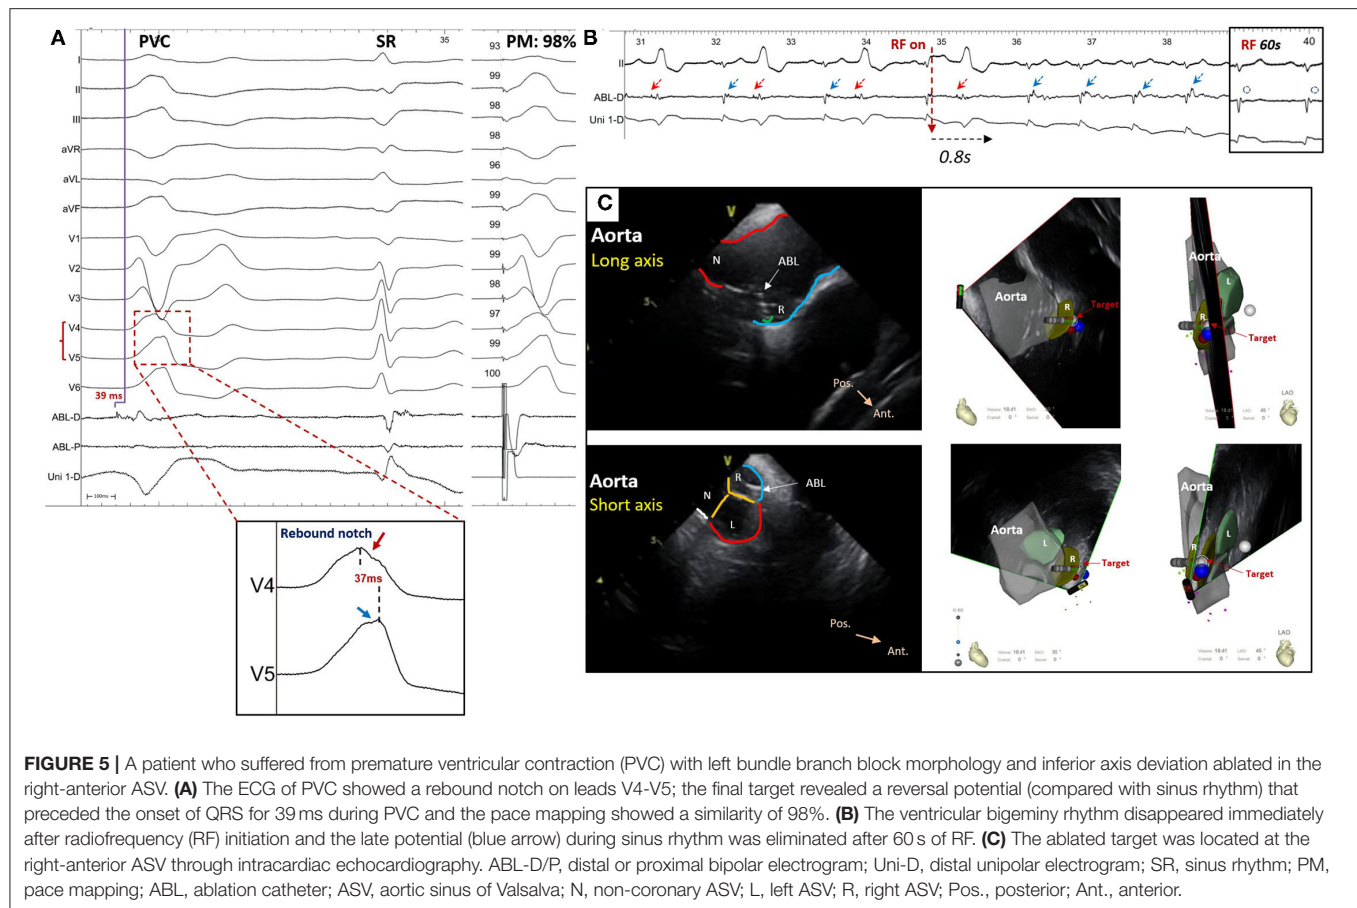 A
PVC
SR
35
PM: 98%
I
II
III
aVR
aVL
aVF
V1
V2
V3
V4
V5
V6
39 ms
ABL-D
ABL-P
Uni 1-D
100ms
93
99
98
98
96
99
99
99
98
97
99
100
Rebound notch
37ms
V4
V5
B
31 32 33 34 35 36 37 38 40
RF on
RF 60s
II
ABL-D
Uni 1-D
0.8s
C
Aorta
Long axis
V
N
ABL
R
3
Pos.
Ant.
Aorta
R
Target
Aorta
L
R
Target
LAO
Aorta
Short axis
V
N
R
ABL
L
3
Pos.
Ant.
Aorta
L
R
Target
Aorta
R
L
Target
LAO
FIGURE 5 | A patient who suffered from premature ventricular contraction (PVC) with left bundle branch block morphology and inferior axis deviation ablated in the
right-anterior ASV. (A) The ECG of PVC showed a rebound notch on leads V4-V5; the final target revealed a reversal potential (compared with sinus rhythm) that
preceded the onset of QRS for 39 ms during PVC and the pace mapping showed a similarity of 98%. (B) The ventricular bigeminy rhythm disappeared immediately
after radiofrequency (RF) initiation and the late potential (blue arrow) during sinus rhythm was eliminated after 60 s of RF. (C) The ablated target was located at the
right-anterior ASV through intracardiac echocardiography. ABL-D/P, distal or proximal bipolar electrogram; Uni-D, distal unipolar electrogram; SR, sinus rhythm; PM,
pace mapping; ABL, ablation catheter; ASV, aortic sinus of Valsalva; N, non-coronary ASV; L, left ASV; R, right ASV; Pos., posterior; Ant., anterior.